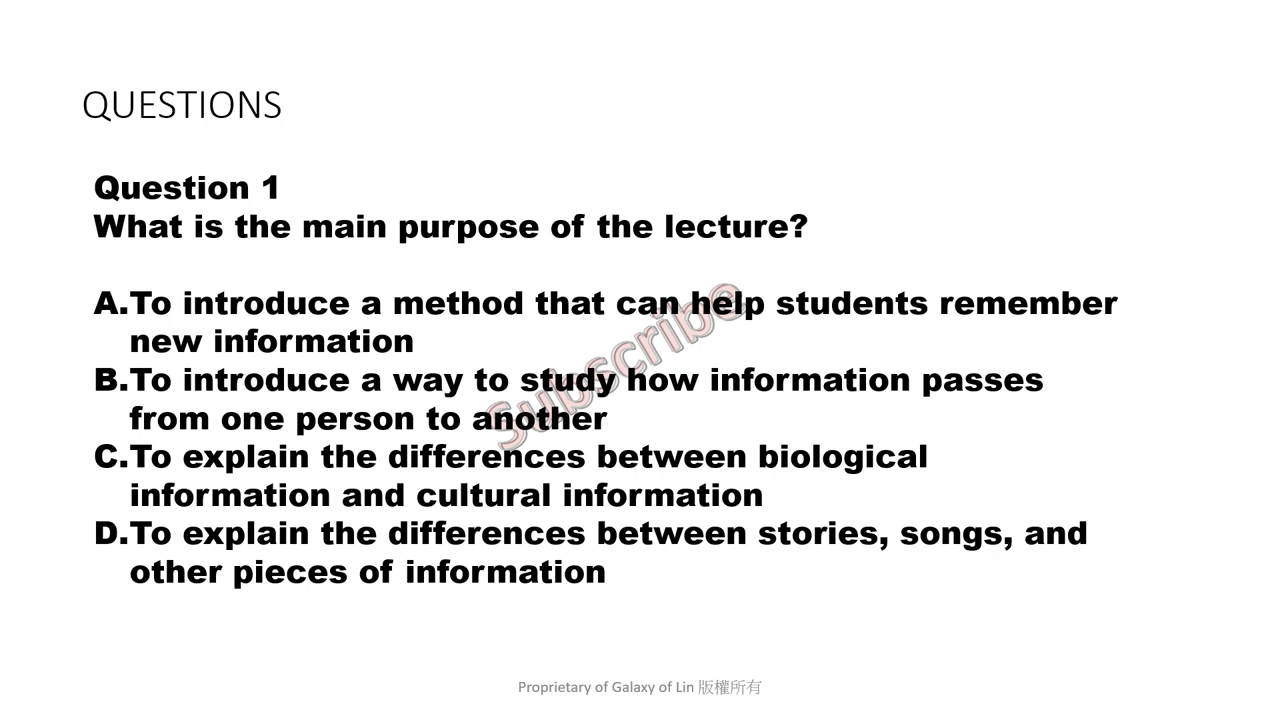 QUESTIONS
Question 1
What is the main purpose of the lecture?
A.To introduce a method that can help students remember
new information
B.To introduce a way to study how information passes
from one person to another
C.To explain the differences between biological
information and cultural information
D.To explain the differences between stories, songs, and
other pieces of information
Subscribe
Proprietary of Galaxy of Lin 版權所有